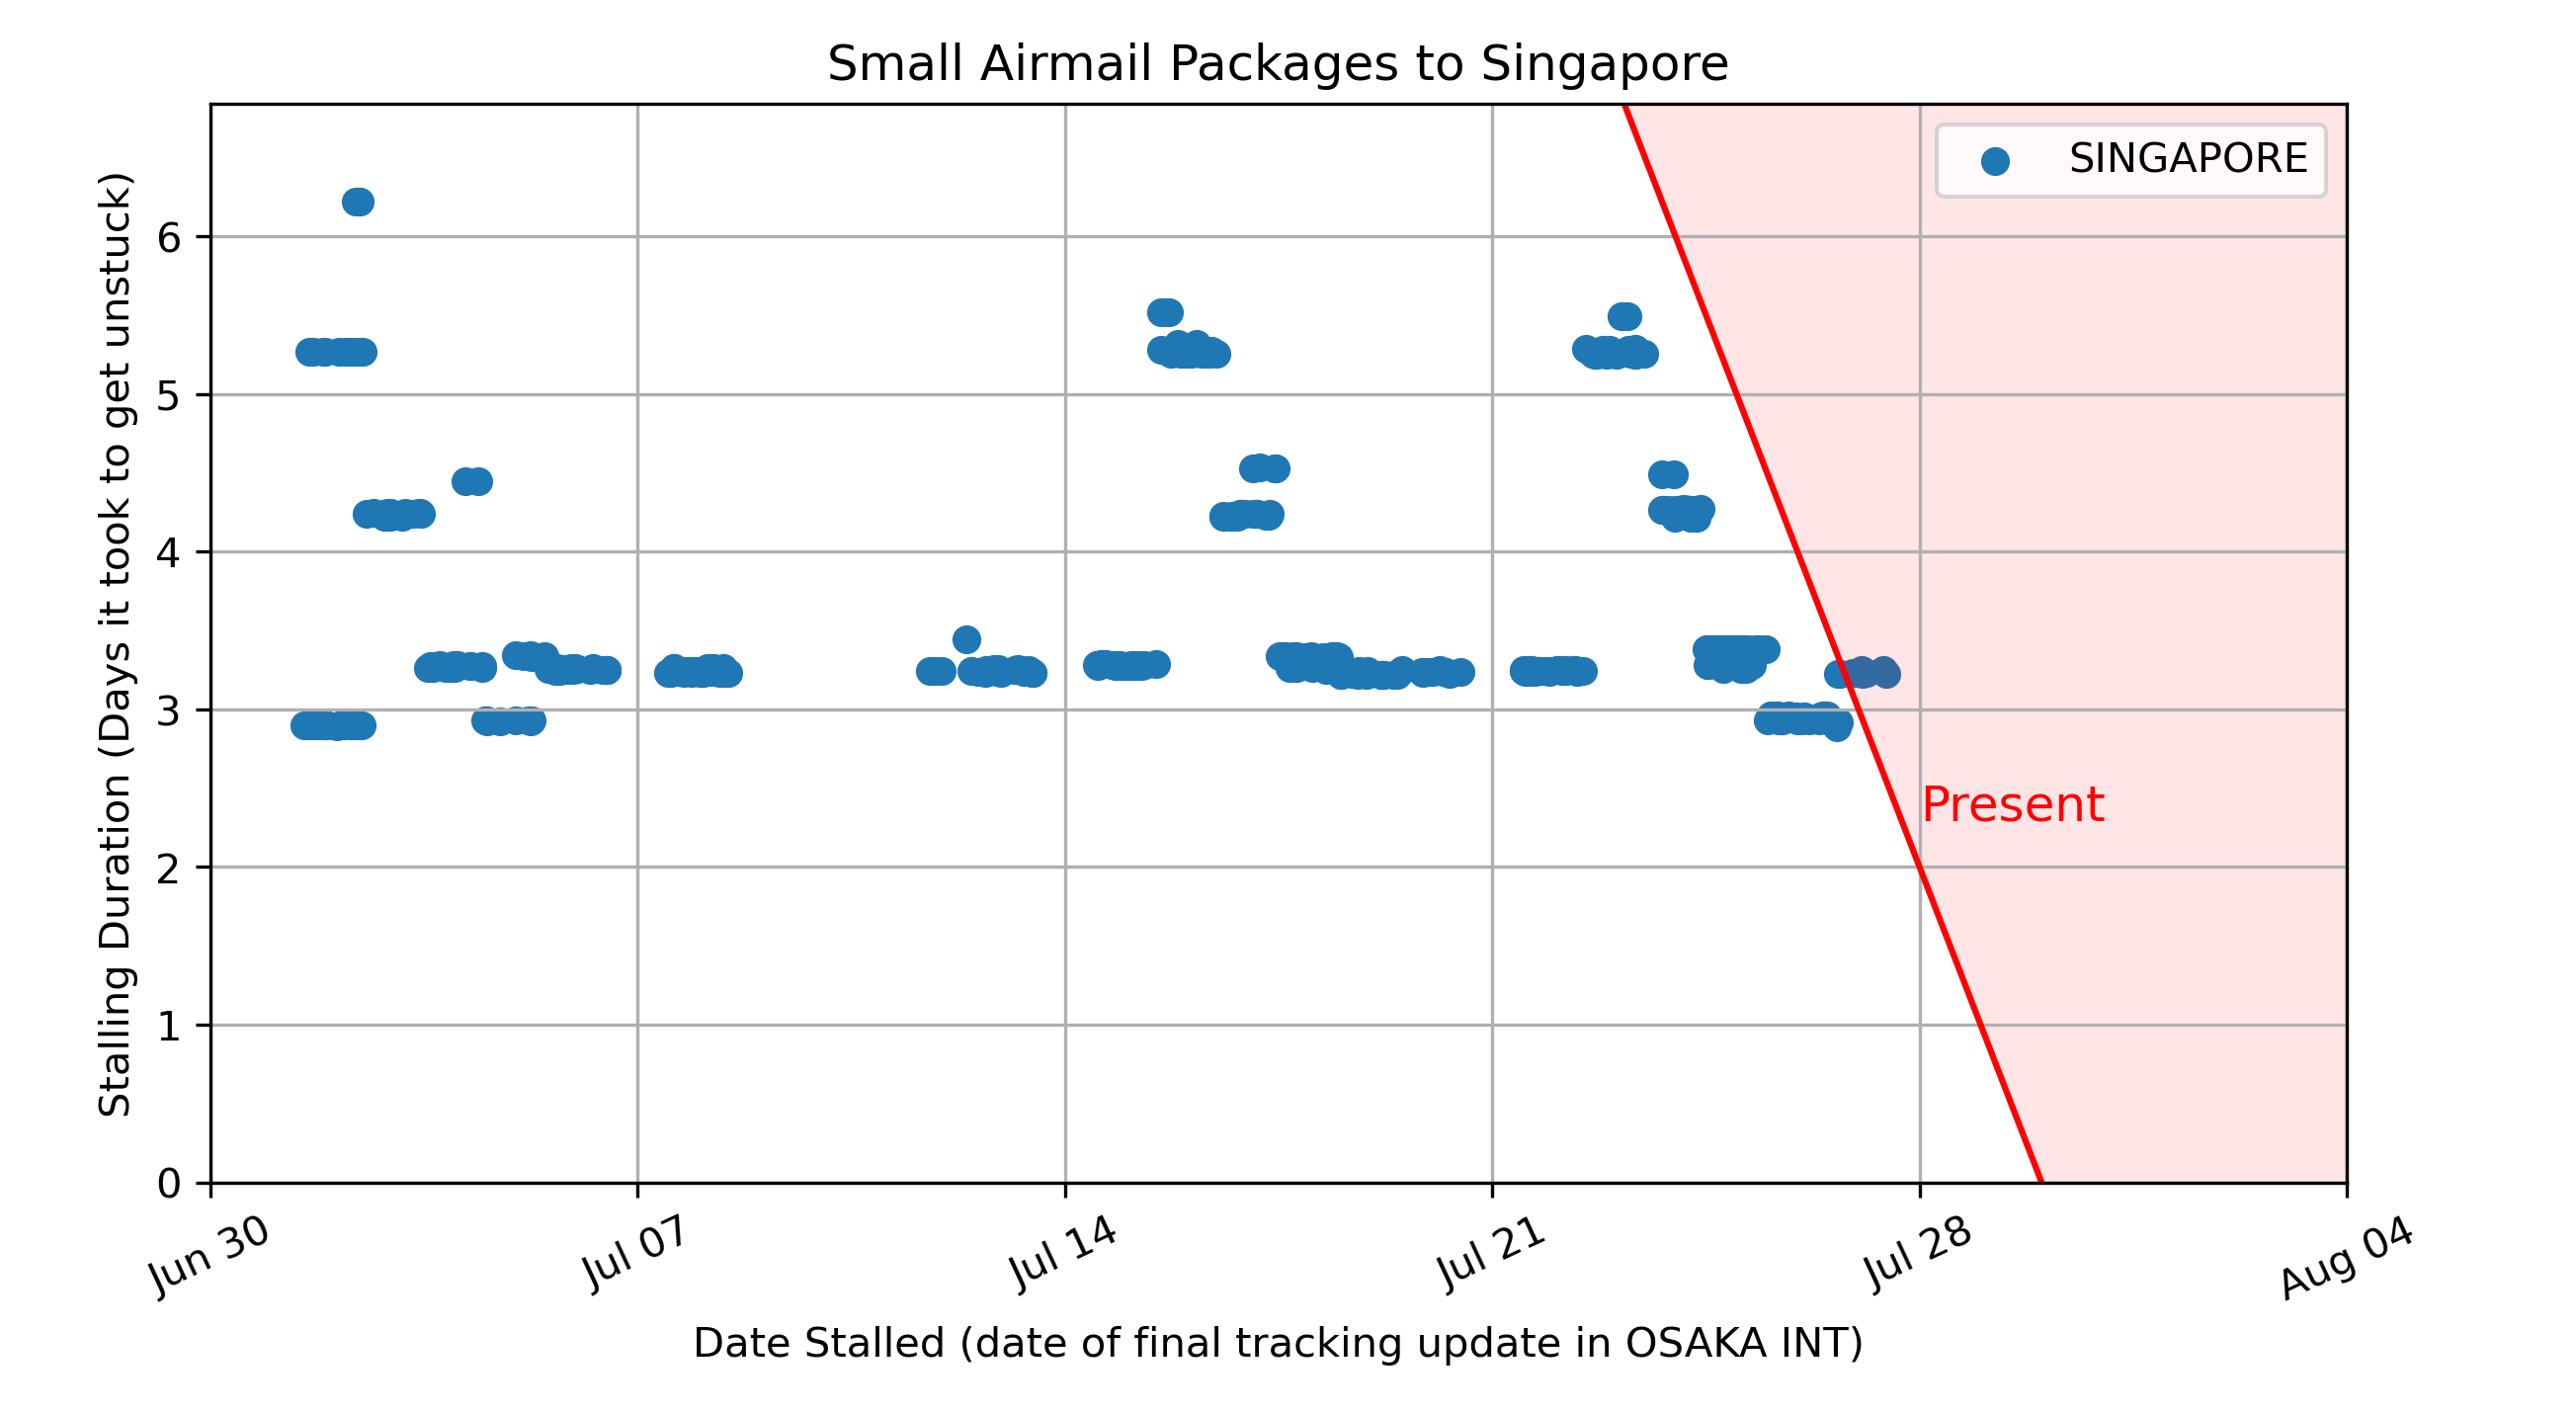 Small Airmail Packages to Singapore
SINGAPORE
Stalling Duration (Days it took to get unstuck)
6
5
4
3
2
1
0
Present
Jun 30
Jul 07
Jul 14
Jul 21
Jul 28
Aug 04
Date Stalled (date of final tracking update in OSAKA INT)